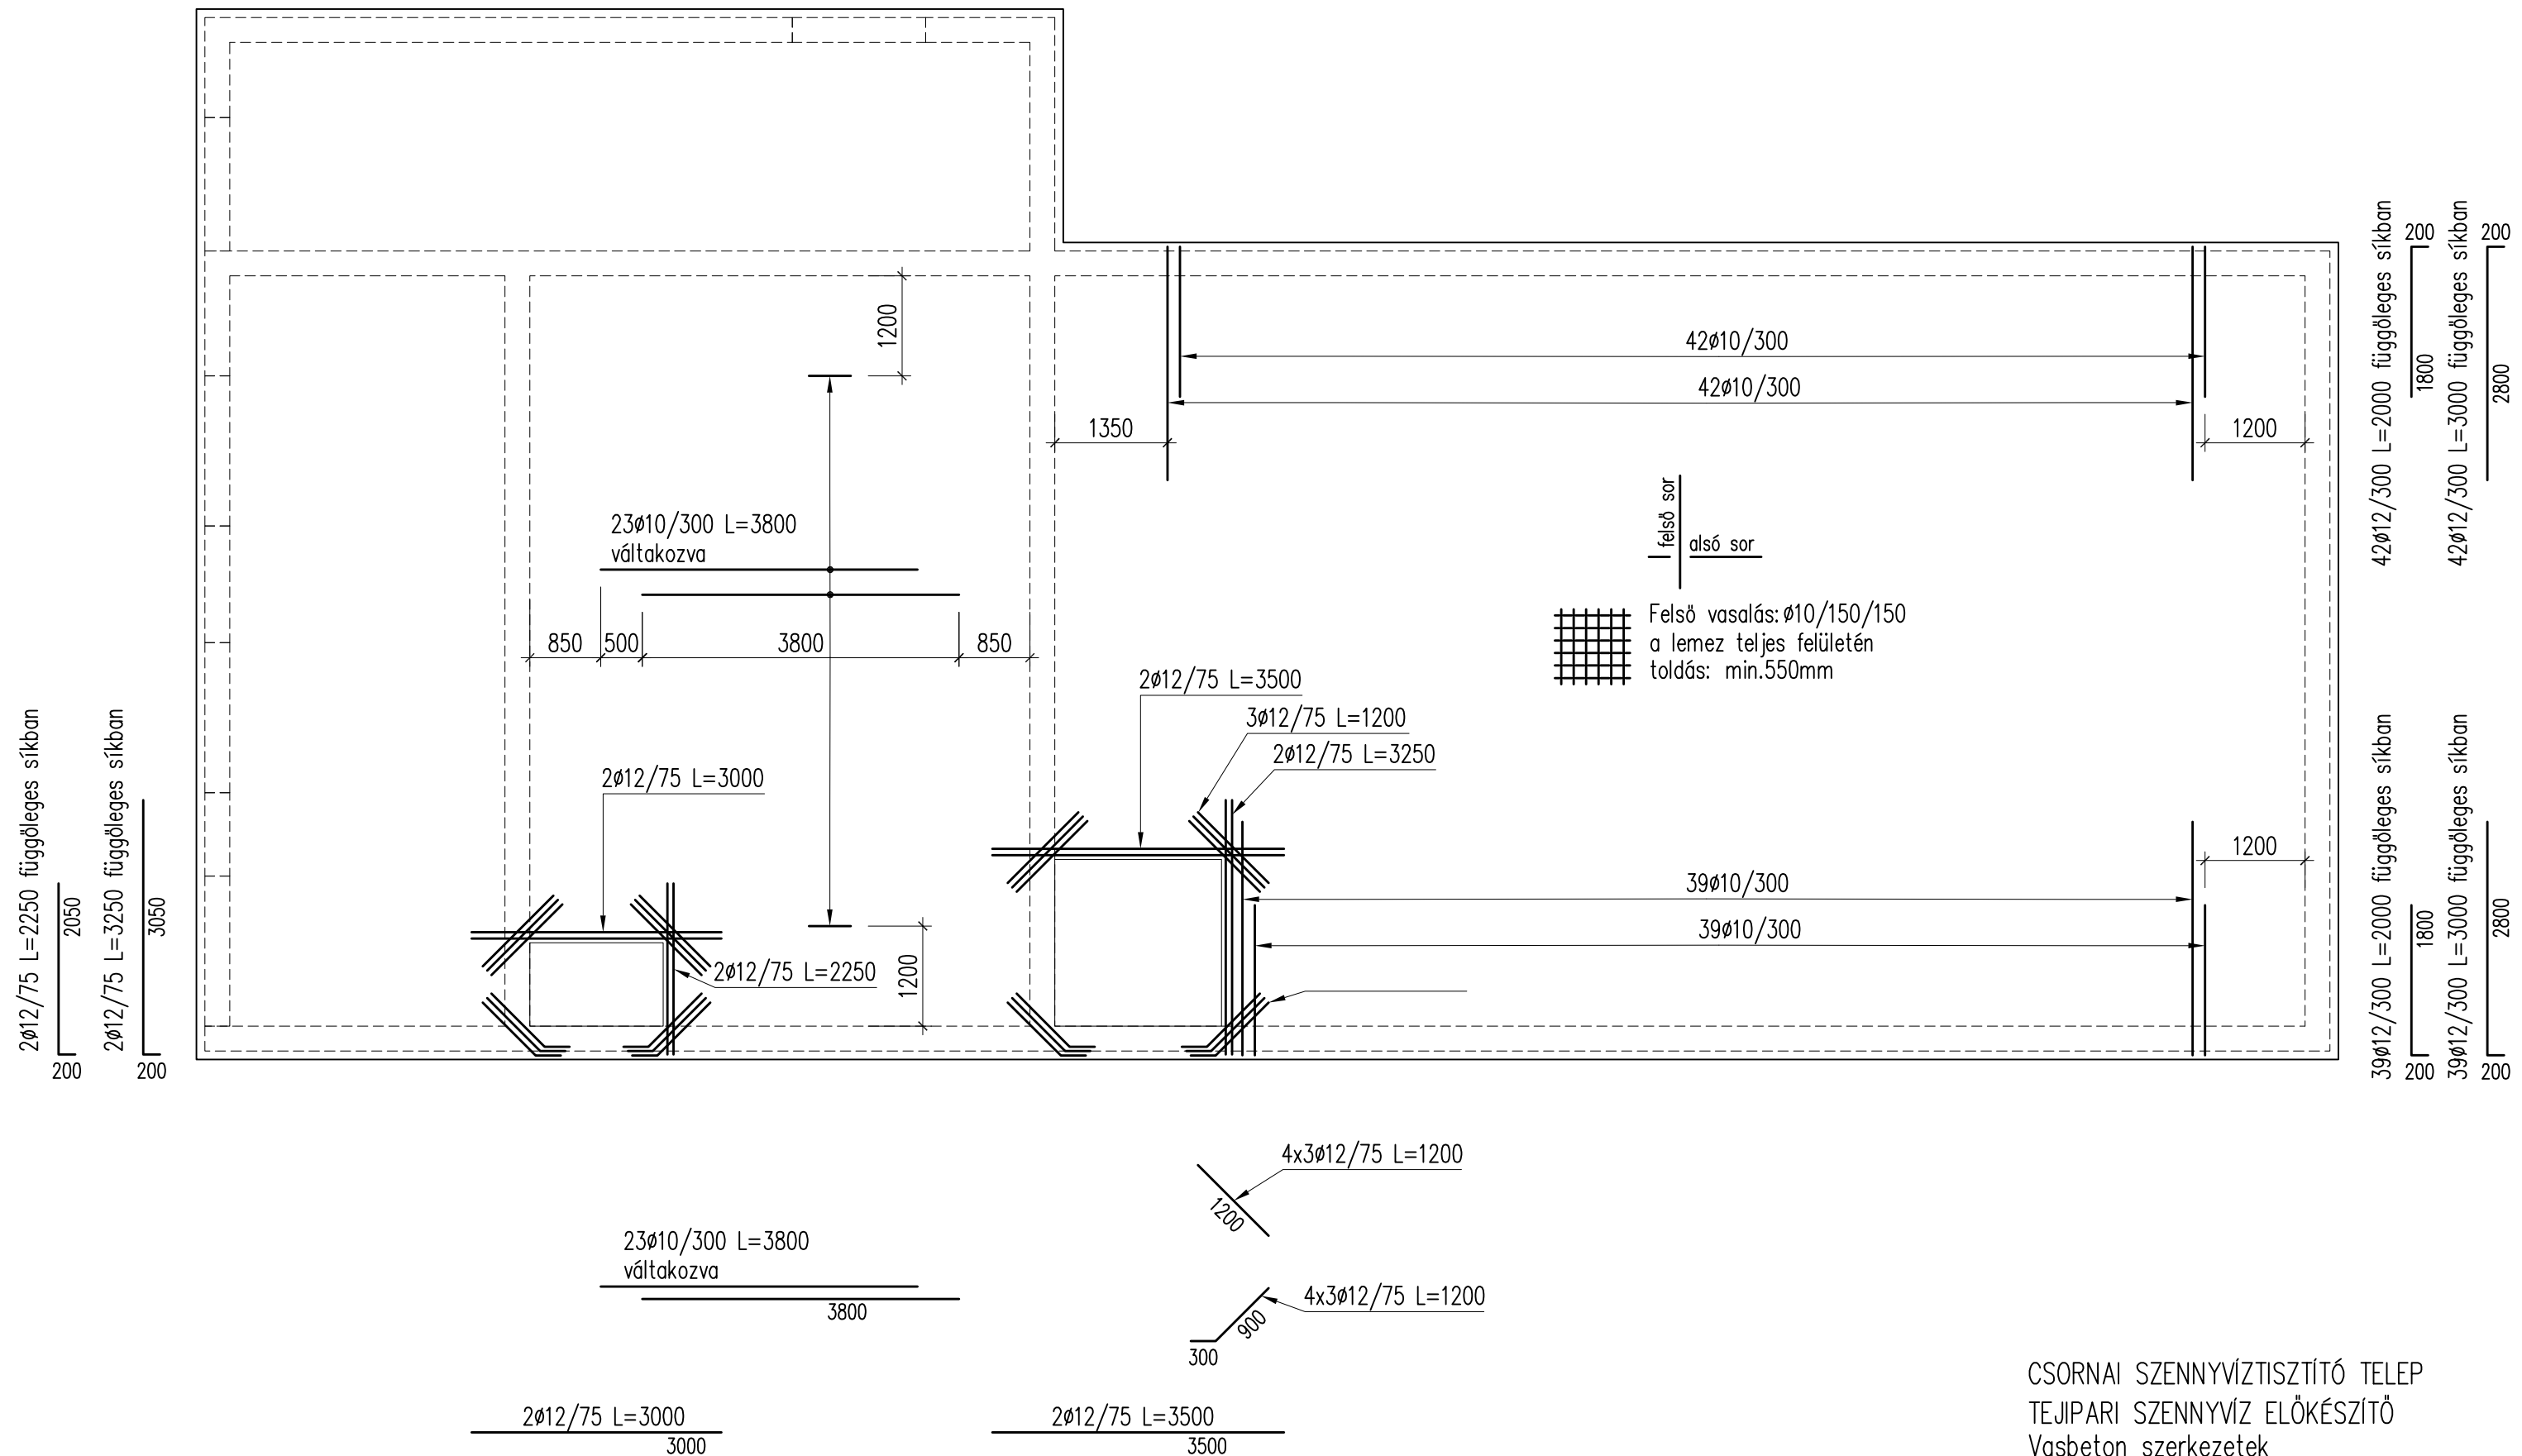 1200
42ø10/300
42ø10/300
1350
1200
42ø12/300 L=2000 függőleges síkban
200
1800
42ø12/300 L=3000 függőleges síkban
200
2800
23ø10/300 L=3800
váltakozva
850
500
3800
850
felső sor
alsó sor
Felső vasalás: ø10/150/150
a lemez teljes felületén
toldás: min.550mm
2ø12/75 L=3500
3ø12/75 L=1200
2ø12/75 L=3250
2ø12/75 L=3000
2ø12/75 L=2250
1200
1200
39ø10/300
39ø10/300
2ø12/75 L=2250 függőleges síkban
2050
200
2ø12/75 L=3250 függőleges síkban
3050
200
39ø12/300 L=2000 függőleges síkban
1800
200
39ø12/300 L=3000 függőleges síkban
2800
200
4x3ø12/75 L=1200
1200
23ø10/300 L=3800
váltakozva
3800
4x3ø12/75 L=1200
900
300
2ø12/75 L=3000
3000
2ø12/75 L=3500
3500
CSORNAI SZENNYVÍZTISZTÍTÓ TELEP
TEJIPARI SZENNYVÍZ ELŐKÉSZÍTŐ
Vasbeton szerkezetek